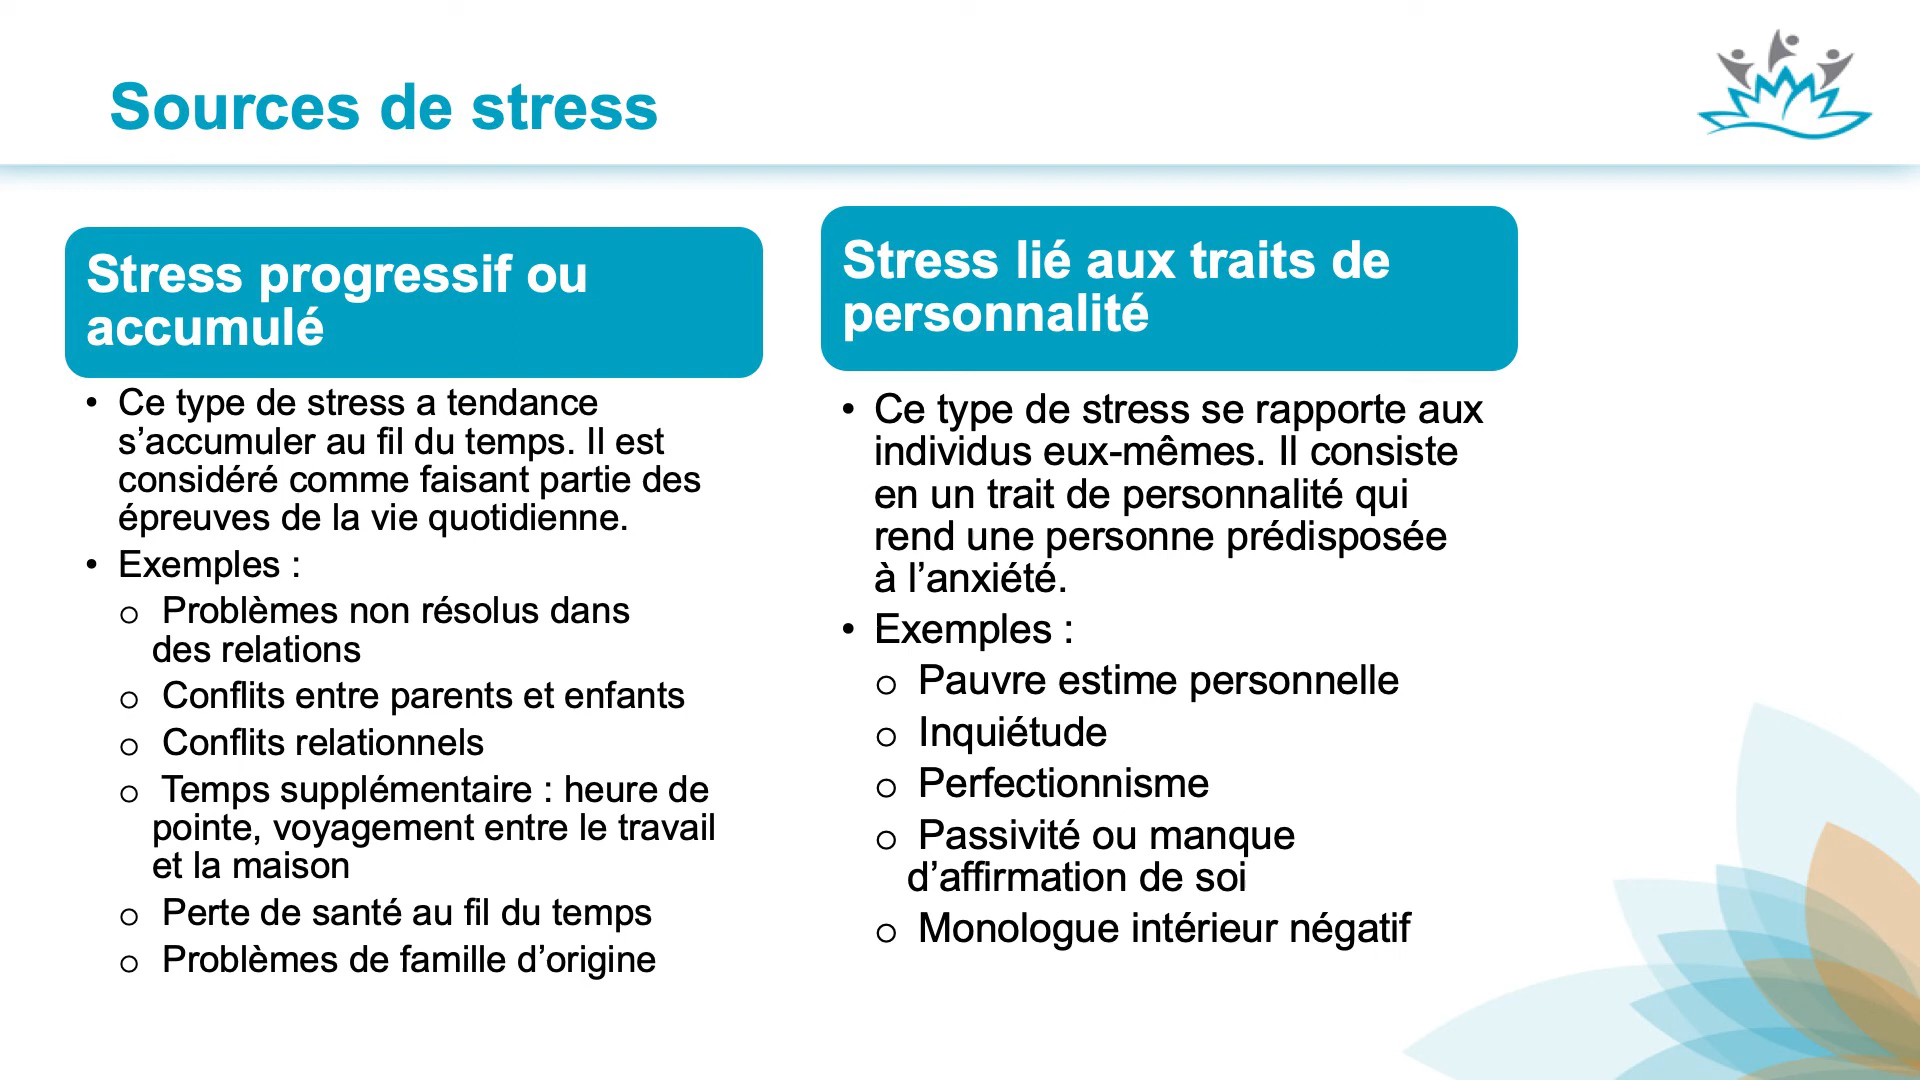 Sources de stress
Stress progressif ou
accumulé
• Ce type de stress a tendance
s’accumuler au fil du temps. Il est
considéré comme faisant partie des
épreuves de la vie quotidienne.
• Exemples :
o Problèmes non résolus dans
des relations
o Conflits entre parents et enfants
o Conflits relationnels
o Temps supplémentaire : heure de
pointe, voyagement entre le travail
et la maison
o Perte de santé au fil du temps
o Problèmes de famille d’origine
Stress lié aux traits de
personnalité
• Ce type de stress se rapporte aux
individus eux-mêmes. Il consiste
en un trait de personnalité qui
rend une personne prédisposée
à l’anxiété.
• Exemples :
o Pauvre estime personnelle
o Inquiétude
o Perfectionnisme
o Passivité ou manque
d’affirmation de soi
o Monologue intérieur négatif